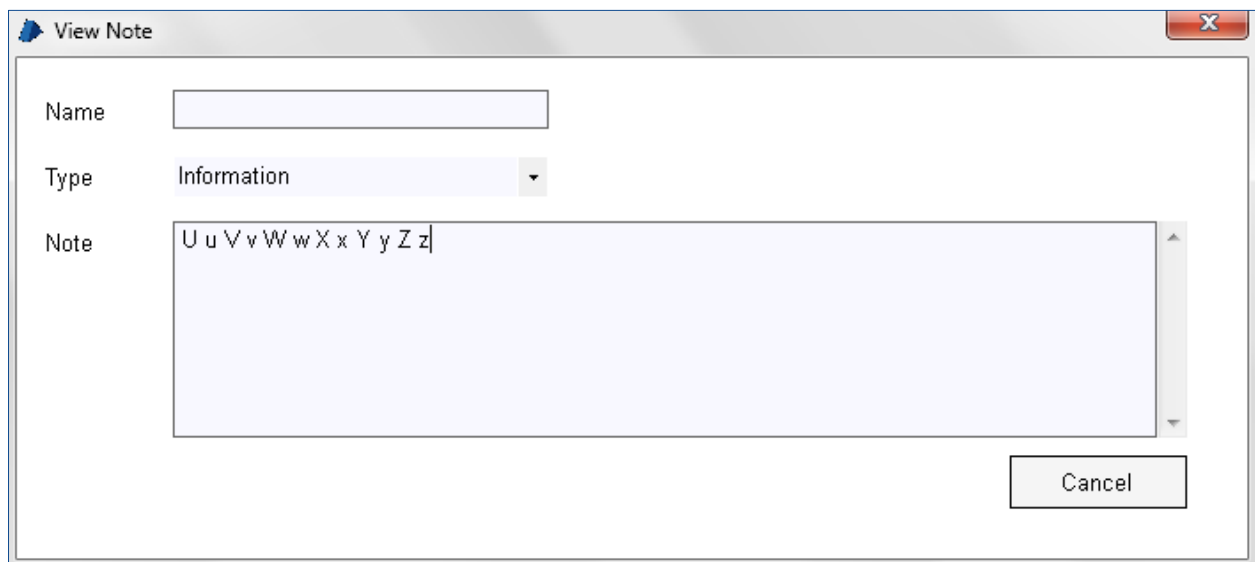 View Note
Name
Type
Information
Note
U u V v W w X x Y y Z z
Cancel